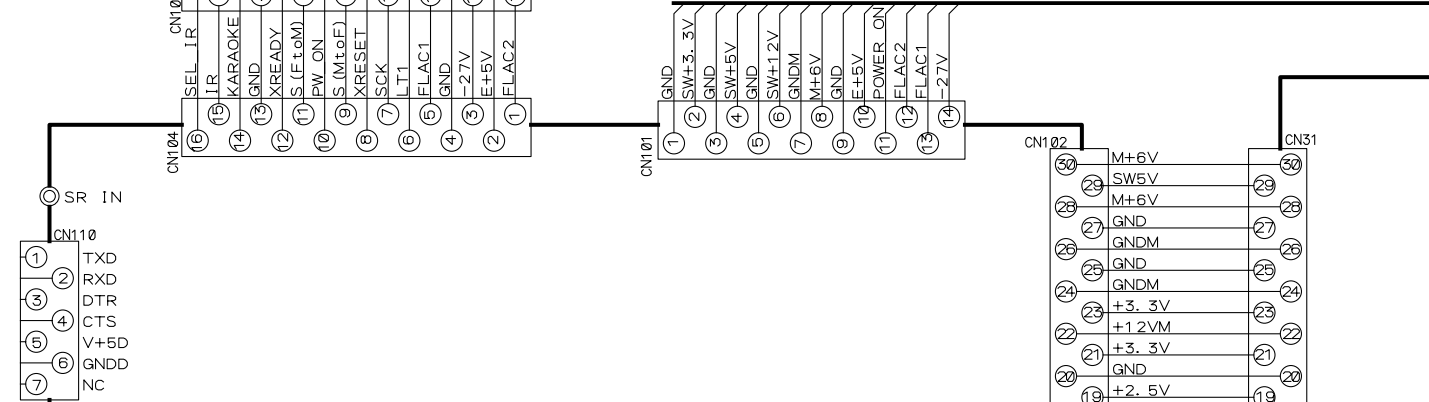 CN10
SEL_IR
IR
KARAOKE
GND
XREADY
S(FtoM)
PW_ON
S(MtoF)
XRESET
SCK
LT1
FLAC1
GND
-27V
E+5V
FLAC2
CN104
16 15 14 13 12 11 10 9 8 7 6 5 4 3 2 1
GND
SW+3.3V
GND
SW+5V
GND
SW+12V
GNDM
M+6V
GND
E+5V
POWER ON
FLAC2
FLAC1
-27V
CN101
1 2 3 4 5 6 7 8 9 10 11 12 13 14
SR IN
CN110
1 TXD
2 RXD
3 DTR
4 CTS
5 V+5D
6 GNDD
7 NC
CN102 CN31
30 M+6V 30
29 SW5V 29
28 M+6V 28
27 GND 27
26 GNDM 26
25 GND 25
24 GNDM 24
23 +3.3V 23
22 +12VM 22
21 +3.3V 21
20 GND 20
19 +2.5V 19